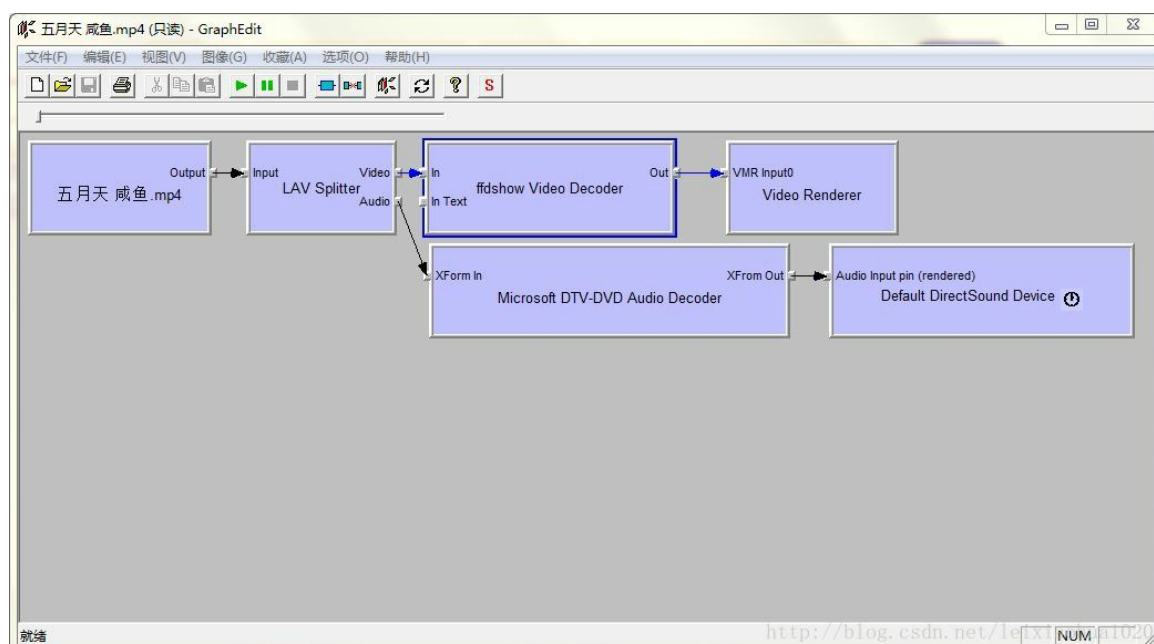 五月天 咸鱼.mp4 (只读) - GraphEdit
文件(F) 编辑(E) 视图(V) 图像(G) 收藏(A) 选项(O) 帮助(H)
S
Output
五月天 咸鱼.mp4
Input
Video
LAV Splitter
Audio
In
Out
ffdshow Video Decoder
In Text
VMR Input0
Video Renderer
XForm In
XFrom Out
Microsoft DTV-DVD Audio Decoder
Audio Input pin (rendered)
Default DirectSound Device
就绪
http://blog.csdn.net/leixiaohua1020
NUM